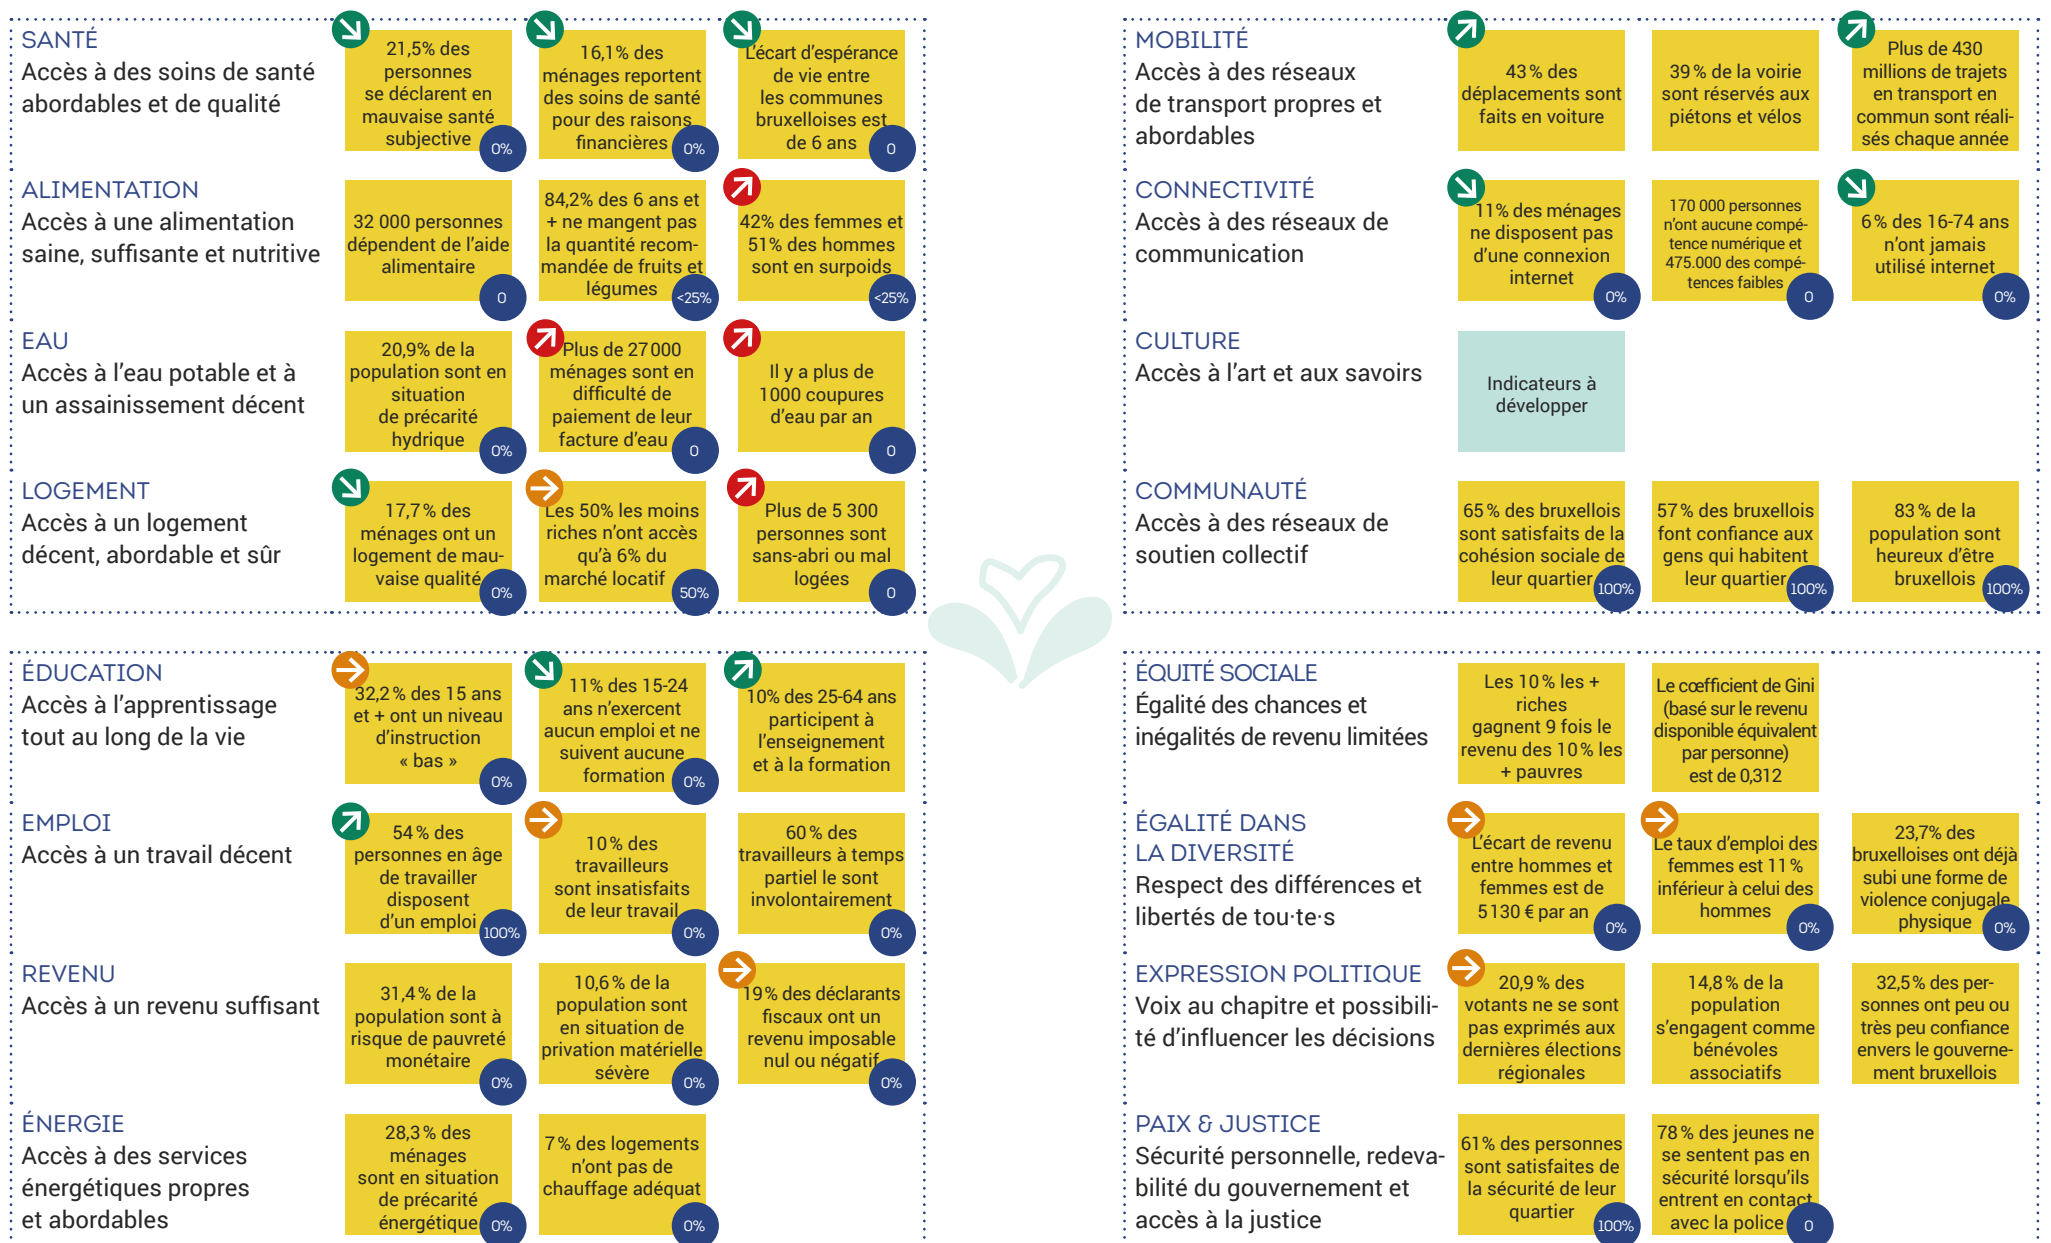 SANTÉ
Accès à des soins de santé
abordables et de qualité
21,5% des
personnes
se déclarent en
mauvaise santé
subjective
0%
16,1% des
ménages reportent
des soins de santé
pour des raisons
financières
0%
L'écart d'espérance
de vie entre
les communes
bruxelloises est
de 6 ans
0
ALIMENTATION
Accès à une alimentation
saine, suffisante et nutritive
32 000 personnes
dépendent de l'aide
alimentaire
0
84,2% des 6 ans et
+ ne mangent pas
la quantité recom-
mandée de fruits et
légumes
<25%
42% des femmes et
51% des hommes
sont en surpoids
<25%
EAU
Accès à l'eau potable et à
un assainissement décent
20,9% de la
population sont en
situation
de précarité
hydrique
0%
Plus de 27 000
ménages sont en
difficulté de
paiement de leur
facture d'eau
0
Il y a plus de
1000 coupures
d'eau par an
0
LOGEMENT
Accès à un logement
décent, abordable et sûr
17,7% des
ménages ont un
logement de mau-
vaise qualité
0%
Les 50% les moins
riches n'ont accès
qu'à 6% du
marché locatif
50%
Plus de 5 300
personnes sont
sans-abri ou mal
logées
0
MOBILITÉ
Accès à des réseaux
de transport propres et
abordables
43 % des
déplacements sont
faits en voiture
39 % de la voirie
sont réservés aux
piétons et vélos
Plus de 430
millions de trajets
en transport en
commun sont réali-
sés chaque année
CONNECTIVITÉ
Accès à des réseaux de
communication
11% des ménages
ne disposent pas
d'une connexion
internet
0%
170 000 personnes
n'ont aucune compé-
tence numérique et
475.000 des compé-
tences faibles
0
6 % des 16-74 ans
n'ont jamais
utilisé internet
0%
CULTURE
Accès à l'art et aux savoirs
Indicateurs à
développer
COMMUNAUTÉ
Accès à des réseaux de
soutien collectif
65 % des bruxellois
sont satisfaits de la
cohésion sociale de
leur quartier
100%
57 % des bruxellois
font confiance aux
gens qui habitent
leur quartier
100%
83 % de la
population sont
heureux d'être
bruxellois
100%
ÉDUCATION
Accès à l'apprentissage
tout au long de la vie
32,2 % des 15 ans
et + ont un niveau
d'instruction
« bas »
0%
11% des 15-24
ans n'exercent
aucun emploi et ne
suivent aucune
formation
0%
10% des 25-64 ans
participent à
l'enseignement
et à la formation
EMPLOI
Accès à un travail décent
54 % des
personnes en âge
de travailler
disposent
d'un emploi
100%
10 % des
travailleurs
sont insatisfaits
de leur travail
0%
60 % des
travailleurs à temps
partiel le sont
involontairement
0%
REVENU
Accès à un revenu suffisant
31,4 % de la
population sont à
risque de pauvreté
monétaire
0%
10,6 % de la
population sont
en situation de
privation matérielle
sévère
0%
19 % des déclarants
fiscaux ont un
revenu imposable
nul ou négatif
0%
ÉNERGIE
Accès à des services
énergétiques propres
et abordables
28,3 % des
ménages
sont en situation
de précarité
énergétique
0%
7 % des logements
n'ont pas de
chauffage adéquat
0%
ÉQUITÉ SOCIALE
Égalité des chances et
inégalités de revenu limitées
Les 10 % les +
riches
gagnent 9 fois le
revenu des 10 % les
+ pauvres
Le cœfficient de Gini
(basé sur le revenu
disponible équivalent
par personne)
est de 0,312
ÉGALITÉ DANS
LA DIVERSITÉ
Respect des différences et
libertés de tou·te·s
L'écart de revenu
entre hommes et
femmes est de
5130 € par an
0%
Le taux d'emploi des
femmes est 11 %
inférieur à celui des
hommes
0%
23,7% des
bruxelloises ont déjà
subi une forme de
violence conjugale
physique
0%
EXPRESSION POLITIQUE
Voix au chapitre et possibili-
té d'influencer les décisions
20,9 % des
votants ne se sont
pas exprimés aux
dernières élections
régionales
14,8 % de la
population
s'engagent comme
bénévoles
associatifs
32,5 % des per-
sonnes ont peu ou
très peu confiance
envers le gouverne-
ment bruxellois
PAIX & JUSTICE
Sécurité personnelle, redeva-
bilité du gouvernement et
accès à la justice
61% des personnes
sont satisfaites de
la sécurité de leur
quartier
100%
78 % des jeunes ne
se sentent pas en
sécurité lorsqu'ils
entrent en contact
avec la police
0